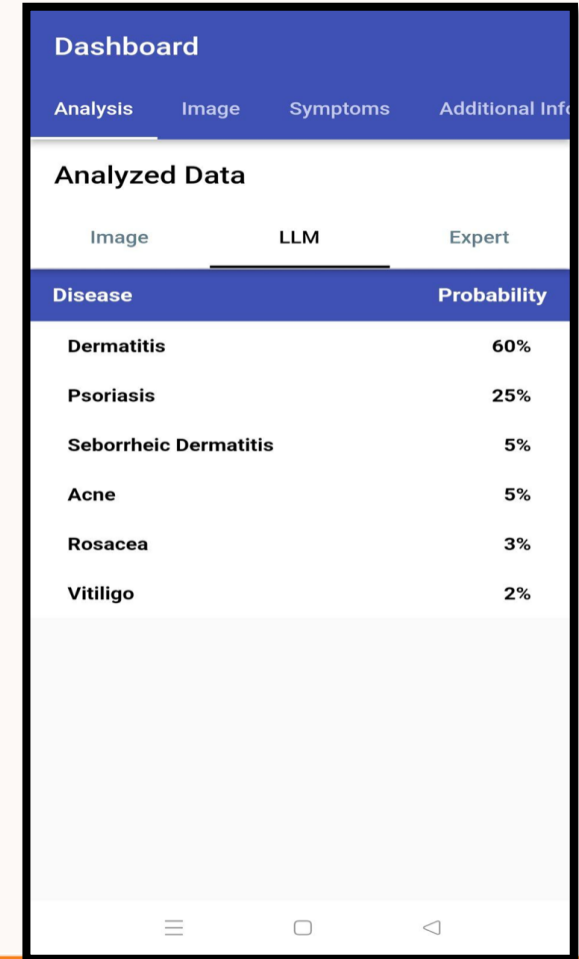 Dashboard
Analysis Image Symptoms Additional Info
Analyzed Data
Image LLM Expert
Disease Probability
Dermatitis 60%
Psoriasis 25%
Seborrheic Dermatitis 5%
Acne 5%
Rosacea 3%
Vitiligo 2%